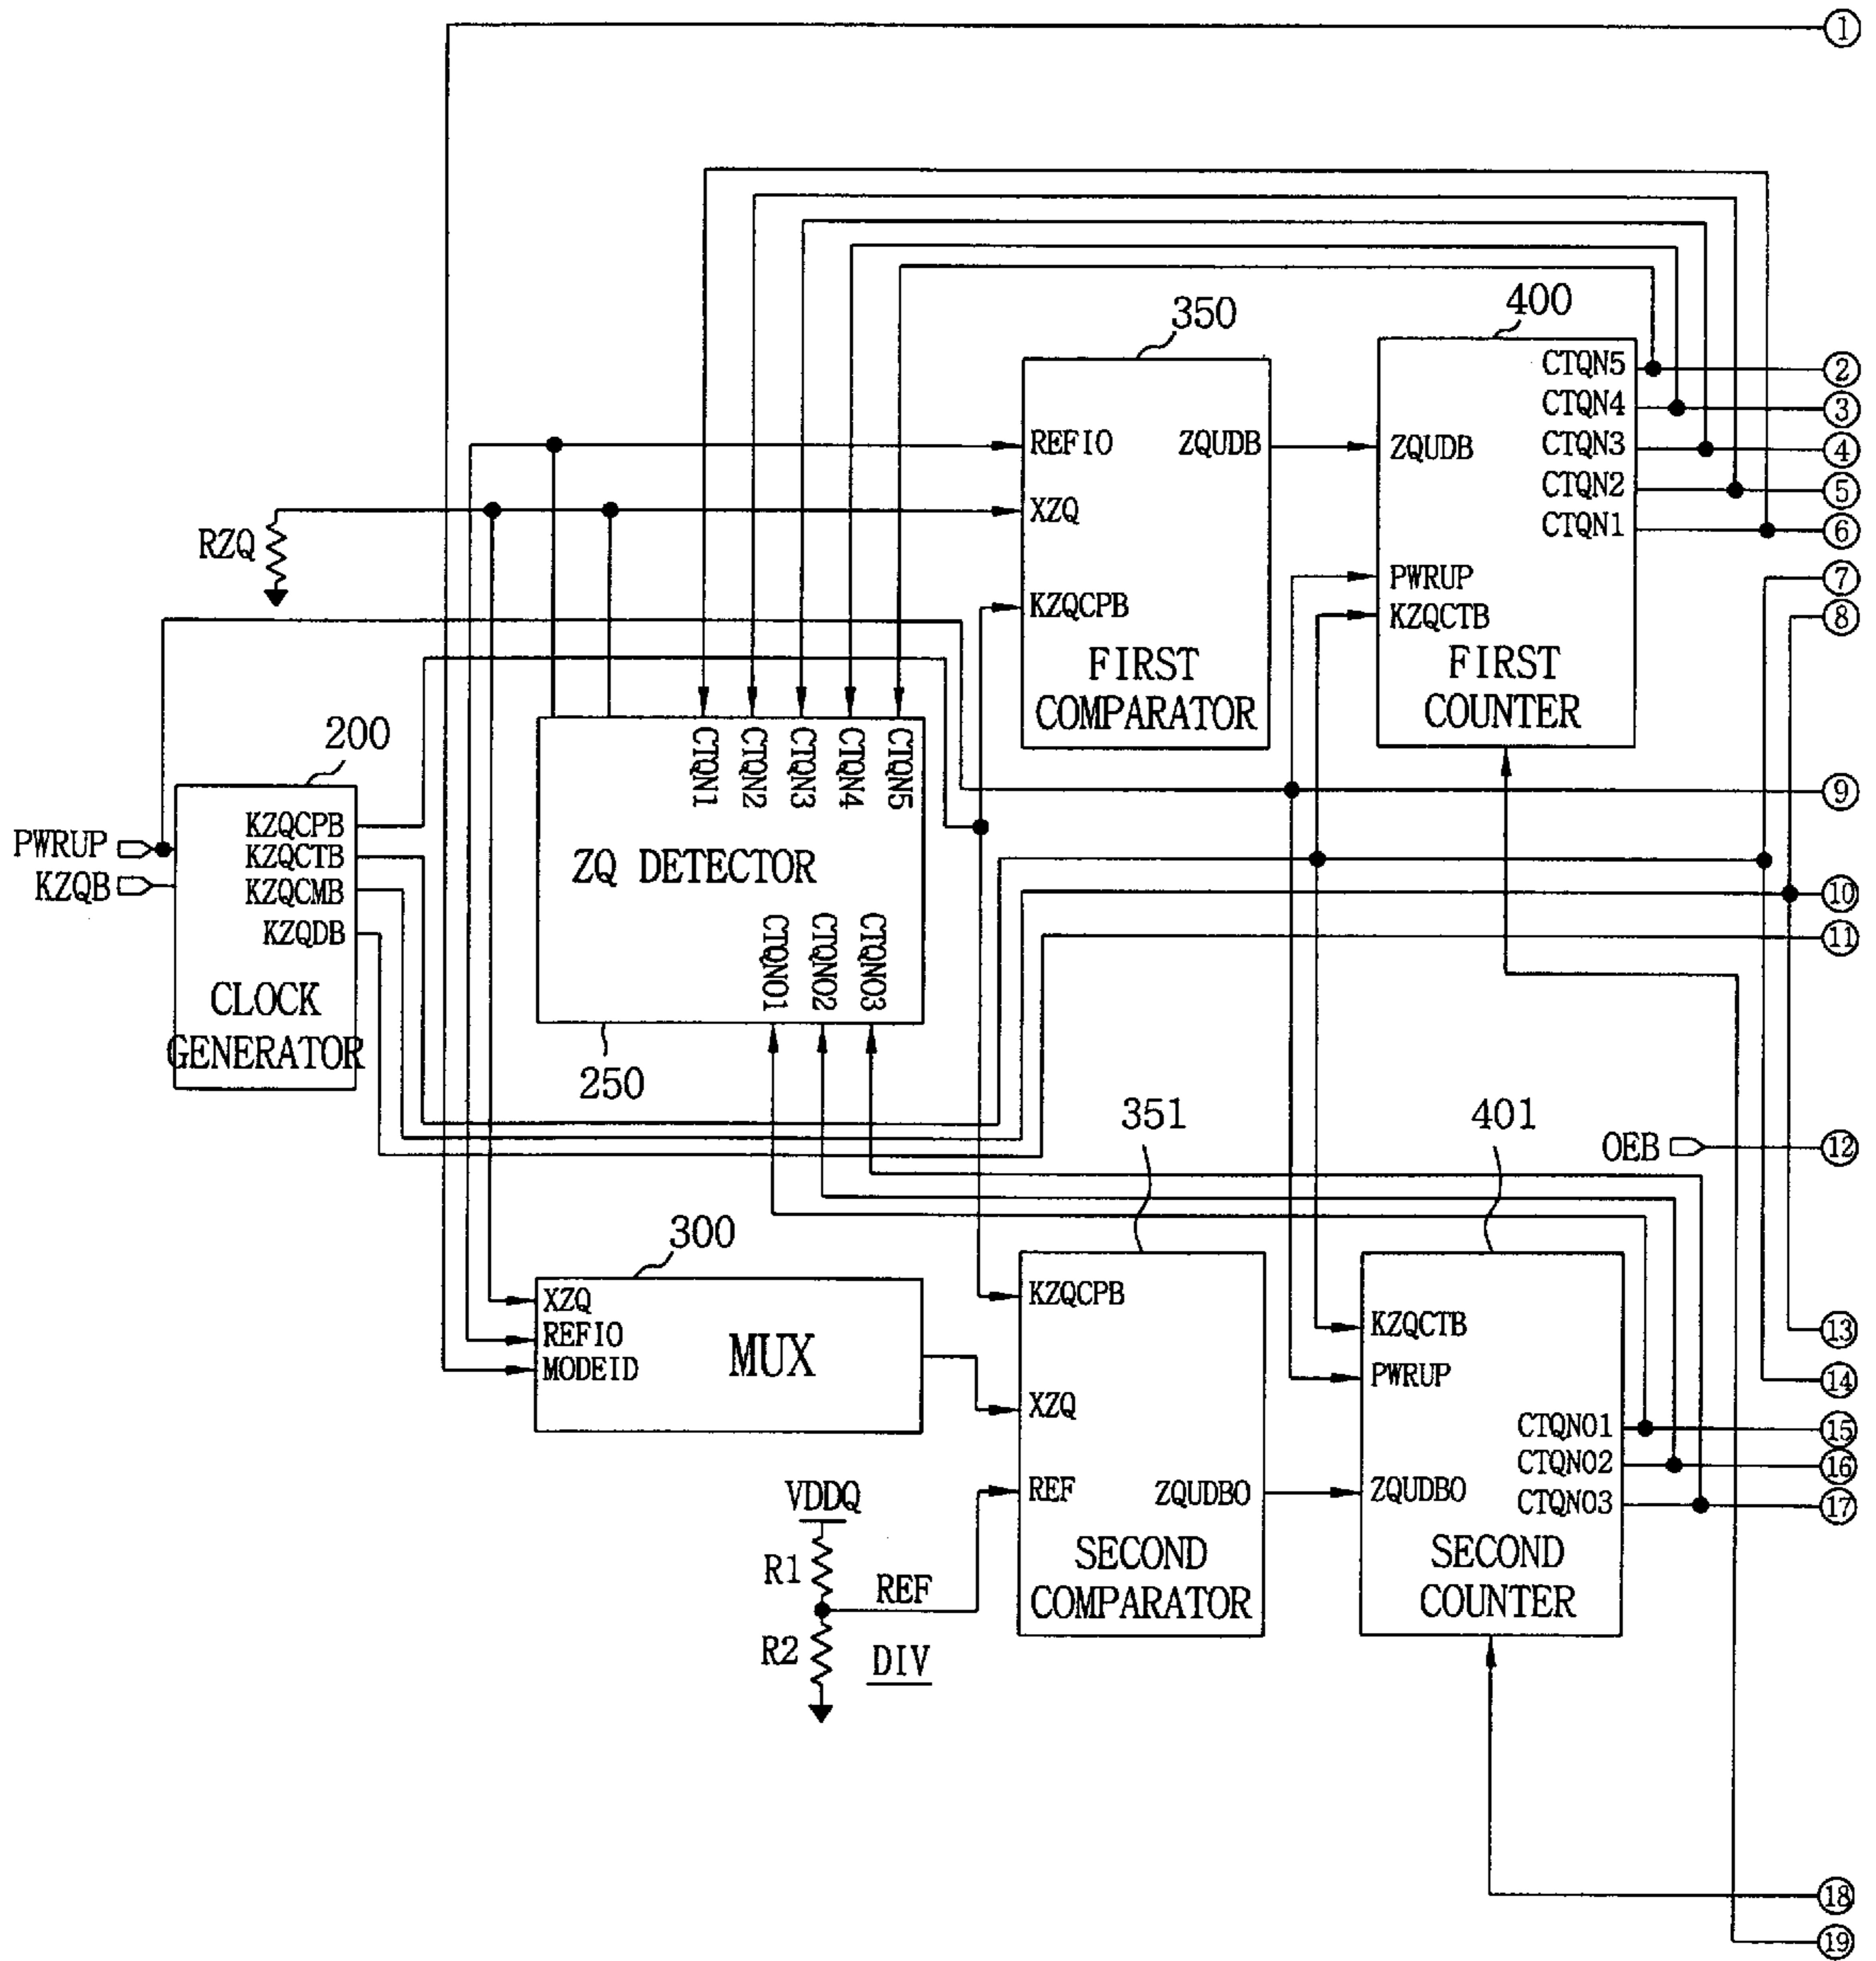 ①
400
350
CTQN5
②
CTQN4
③
REFIO ZQUDB
ZQUDB
CTQN3
④
CTQN2
⑤
XZQ
CTQN1
⑥
RZQ
PWRUP
⑦
KZQCPB
KZQCTB
⑧
FIRST
COMPARATOR
FIRST
COUNTER
200
CTQN1
CTQN2
CTQN3
CTQN4
CTQN5
⑨
PWRUP
KZQB
KZQCPB
KZQCTB
KZQCMB
KZQDB
CLOCK
GENERATOR
ZQ DETECTOR
⑩
⑪
CTQNO1
CTQNO2
CTQNO3
250
351
401
OEB
⑫
300
XZQ
REFIO
MODEID
MUX
KZQCPB
KZQCTB
⑬
PWRUP
⑭
XZQ
CTQNO1
⑮
CTQNO2
⑯
VDDQ
REF
ZQUDBO
ZQUDBO
CTQNO3
⑰
R1
REF
R2
DIV
SECOND
COMPARATOR
SECOND
COUNTER
⑱
⑲